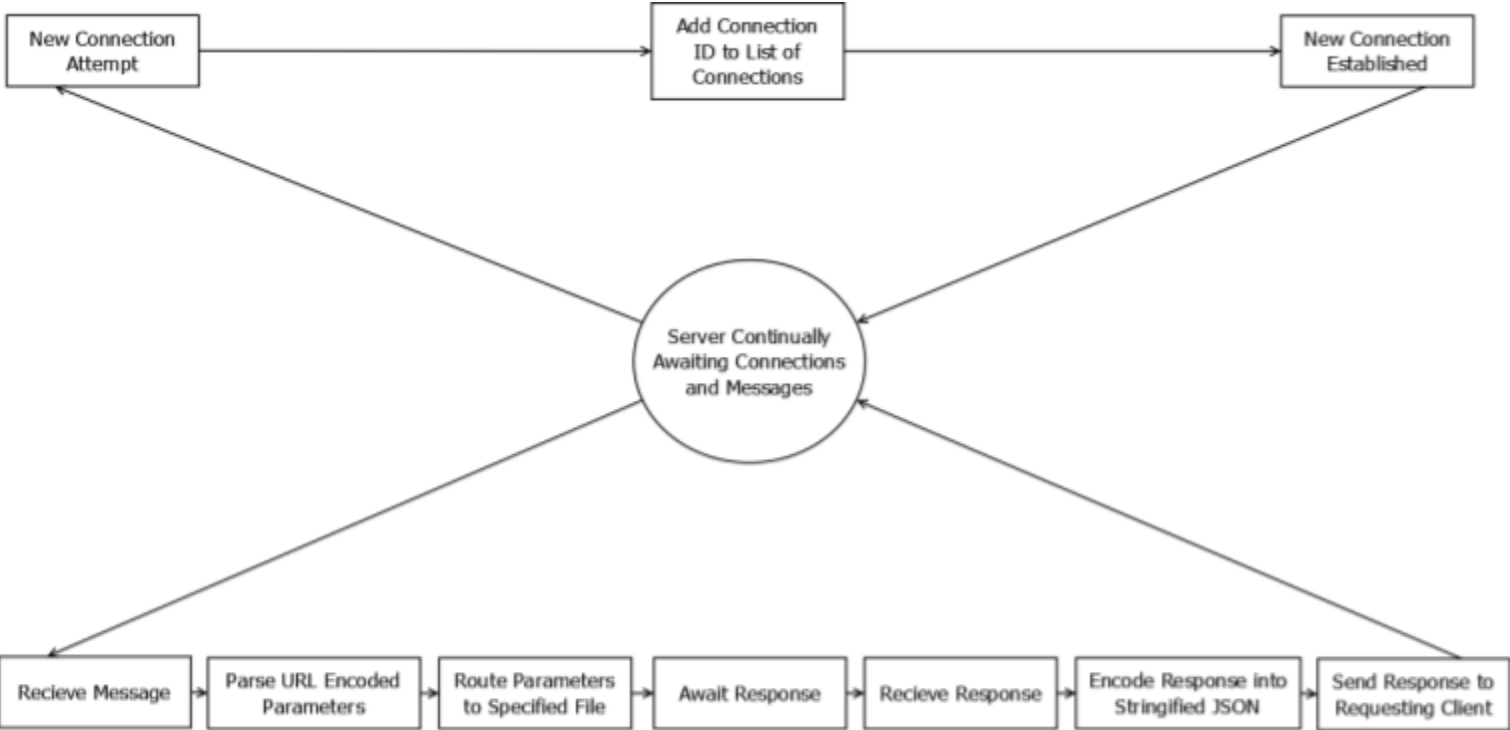 New Connection
Attempt
Add Connection
ID to List of
Connections
New Connection
Established
Server Continually
Awaiting Connections
and Messages
Recieve Message
Parse URL Encoded
Parameters
Route Parameters
to Specified File
Await Response
Recieve Response
Encode Response into
Stringified JSON
Send Response to
Requesting Client